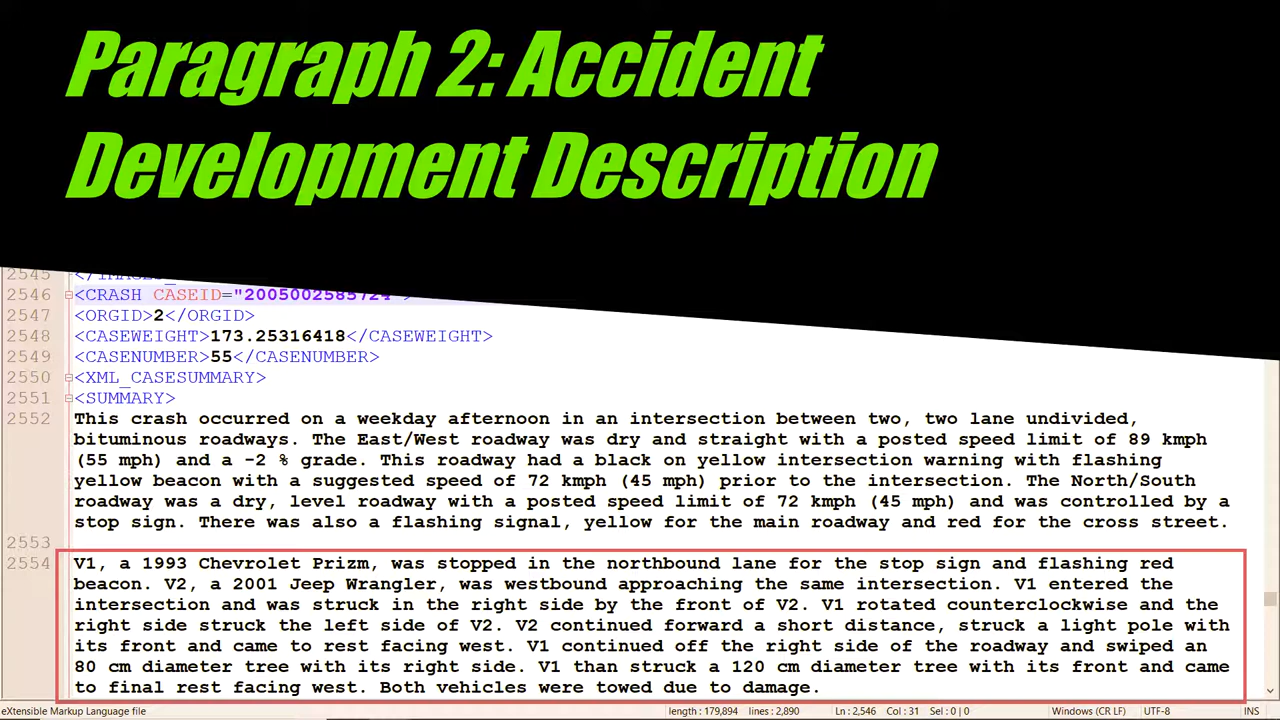 Paragraph 2: Accident
Development Description
2545
2546 <CRASH CASEID="2005002585724">
2547 <ORGID>2</ORGID>
2548 <CASEWEIGHT>173.25316418</CASEWEIGHT>
2549 <CASENUMBER>55</CASENUMBER>
2550 <XML_CASESUMMARY>
2551 <SUMMARY>
2552 This crash occurred on a weekday afternoon in an intersection between two, two lane undivided,
bituminous roadways. The East/West roadway was dry and straight with a posted speed limit of 89 kmph
(55 mph) and a -2 % grade. This roadway had a black on yellow intersection warning with flashing
yellow beacon with a suggested speed of 72 kmph (45 mph) prior to the intersection. The North/South
roadway was a dry, level roadway with a posted speed limit of 72 kmph (45 mph) and was controlled by a
stop sign. There was also a flashing signal, yellow for the main roadway and red for the cross street.
2553
2554 V1, a 1993 Chevrolet Prizm, was stopped in the northbound lane for the stop sign and flashing red
beacon. V2, a 2001 Jeep Wrangler, was westbound approaching the same intersection. V1 entered the
intersection and was struck in the right side by the front of V2. V1 rotated counterclockwise and the
right side struck the left side of V2. V2 continued forward a short distance, struck a light pole with
its front and came to rest facing west. V1 continued off the right side of the roadway and swiped an
80 cm diameter tree with its right side. V1 than struck a 120 cm diameter tree with its front and came
to final rest facing west. Both vehicles were towed due to damage.
eXtensible Markup Language file length : 179,894 lines : 2,890 Ln : 2,546 Col : 31 Sel : 0 | 0 Windows (CR LF) UTF-8 INS